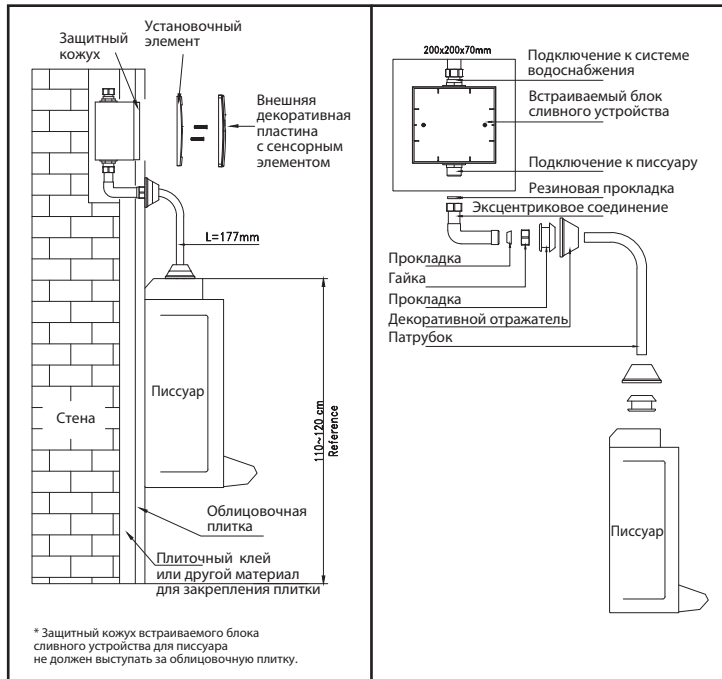 Защитный
кожух
Установочный
элемент
Внешняя
декоративная
пластина
с сенсорным
элементом
L=177mm
Писсуар
Стена
110~120 cm
Reference
Облицовочная
плитка
Плиточный клей
или другой материал
для закрепления плитки
* Защитный кожух встраиваемого блока
сливного устройства для писсуара
не должен выступать за облицовочную плитку.
200x200x70mm
Подключение к системе
водоснабжения
Встраиваемый блок
сливного устройства
Подключение к писсуару
Резиновая прокладка
Эксцентриковое соединение
Прокладка
Гайка
Прокладка
Декоративной отражатель
Патрубок
Писсуар